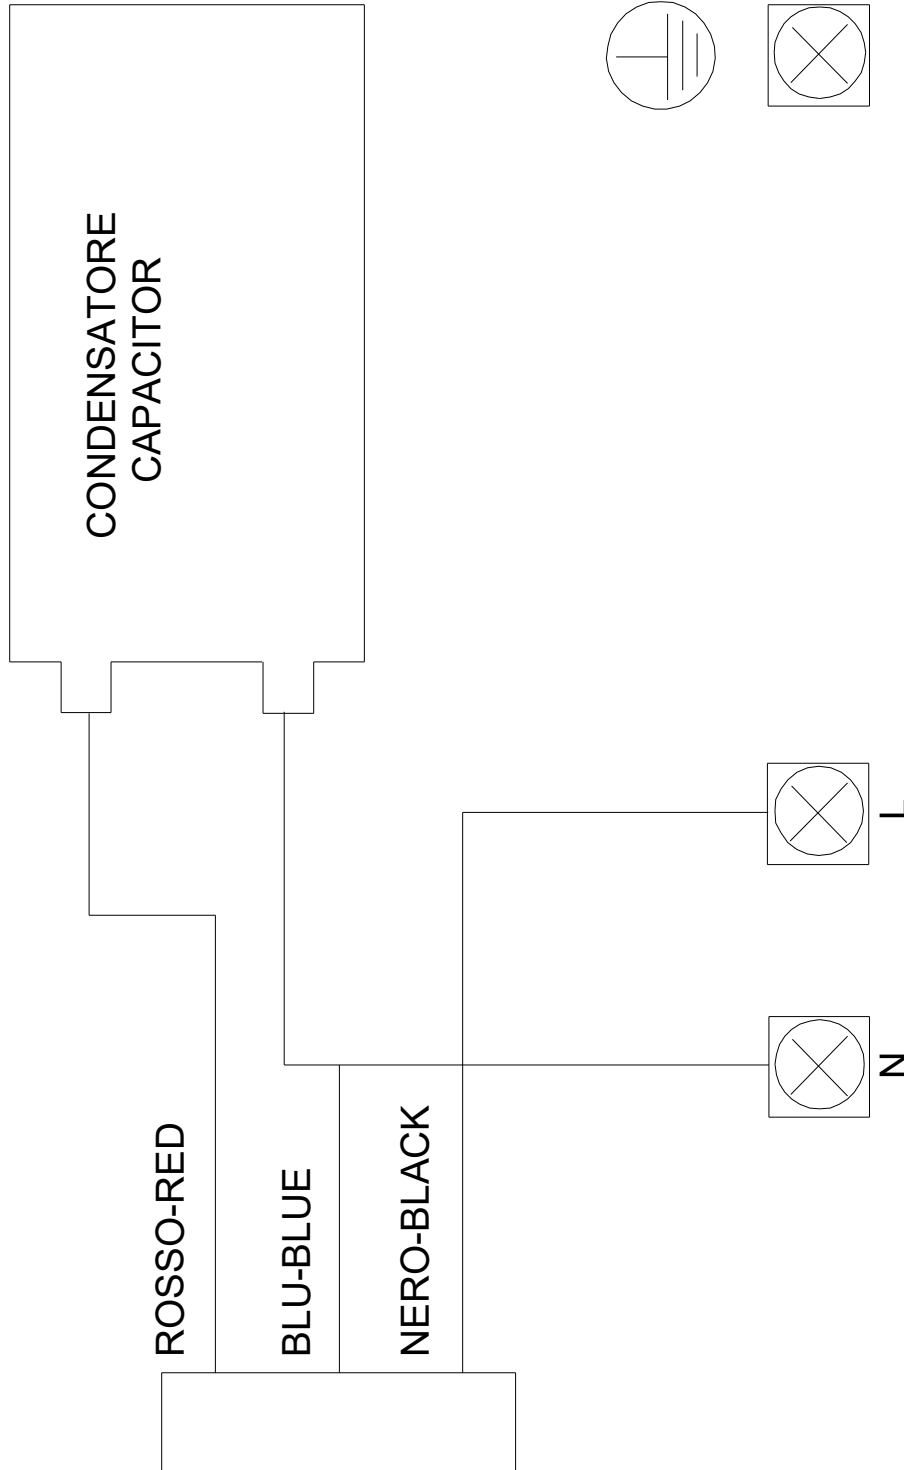 CONDENSATORE
CAPACITOR
ROSSO-RED
BLU-BLUE
NERO-BLACK
L
N